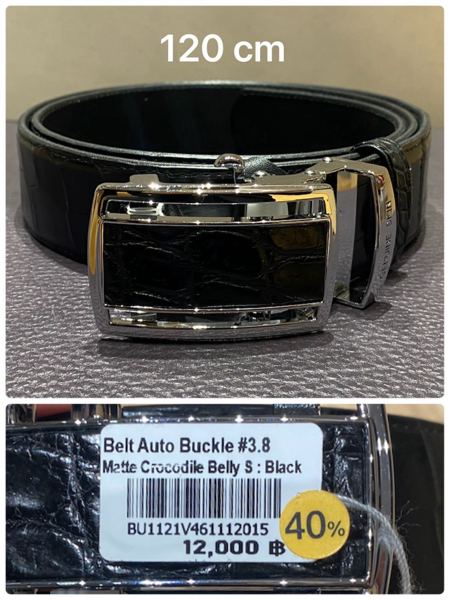 120 cm
Belt Auto Buckle #3.8
Matte Crocodile Belly S : Black
BU1121V461112015
12,000 ฿
40%